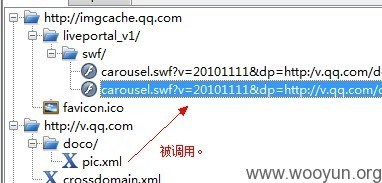 http://imgcache.qq.com
liveportal_v1/
swf/
carousel.swf?v=20101111&dp=http://v.qq.com/d
carousel.swf?v=20101111&dp=http://v.qq.com/d
favicon.ico
http://v.qq.com
doco/
pic.xml
被调用。
crossdomain.xml
www.wooyun.org